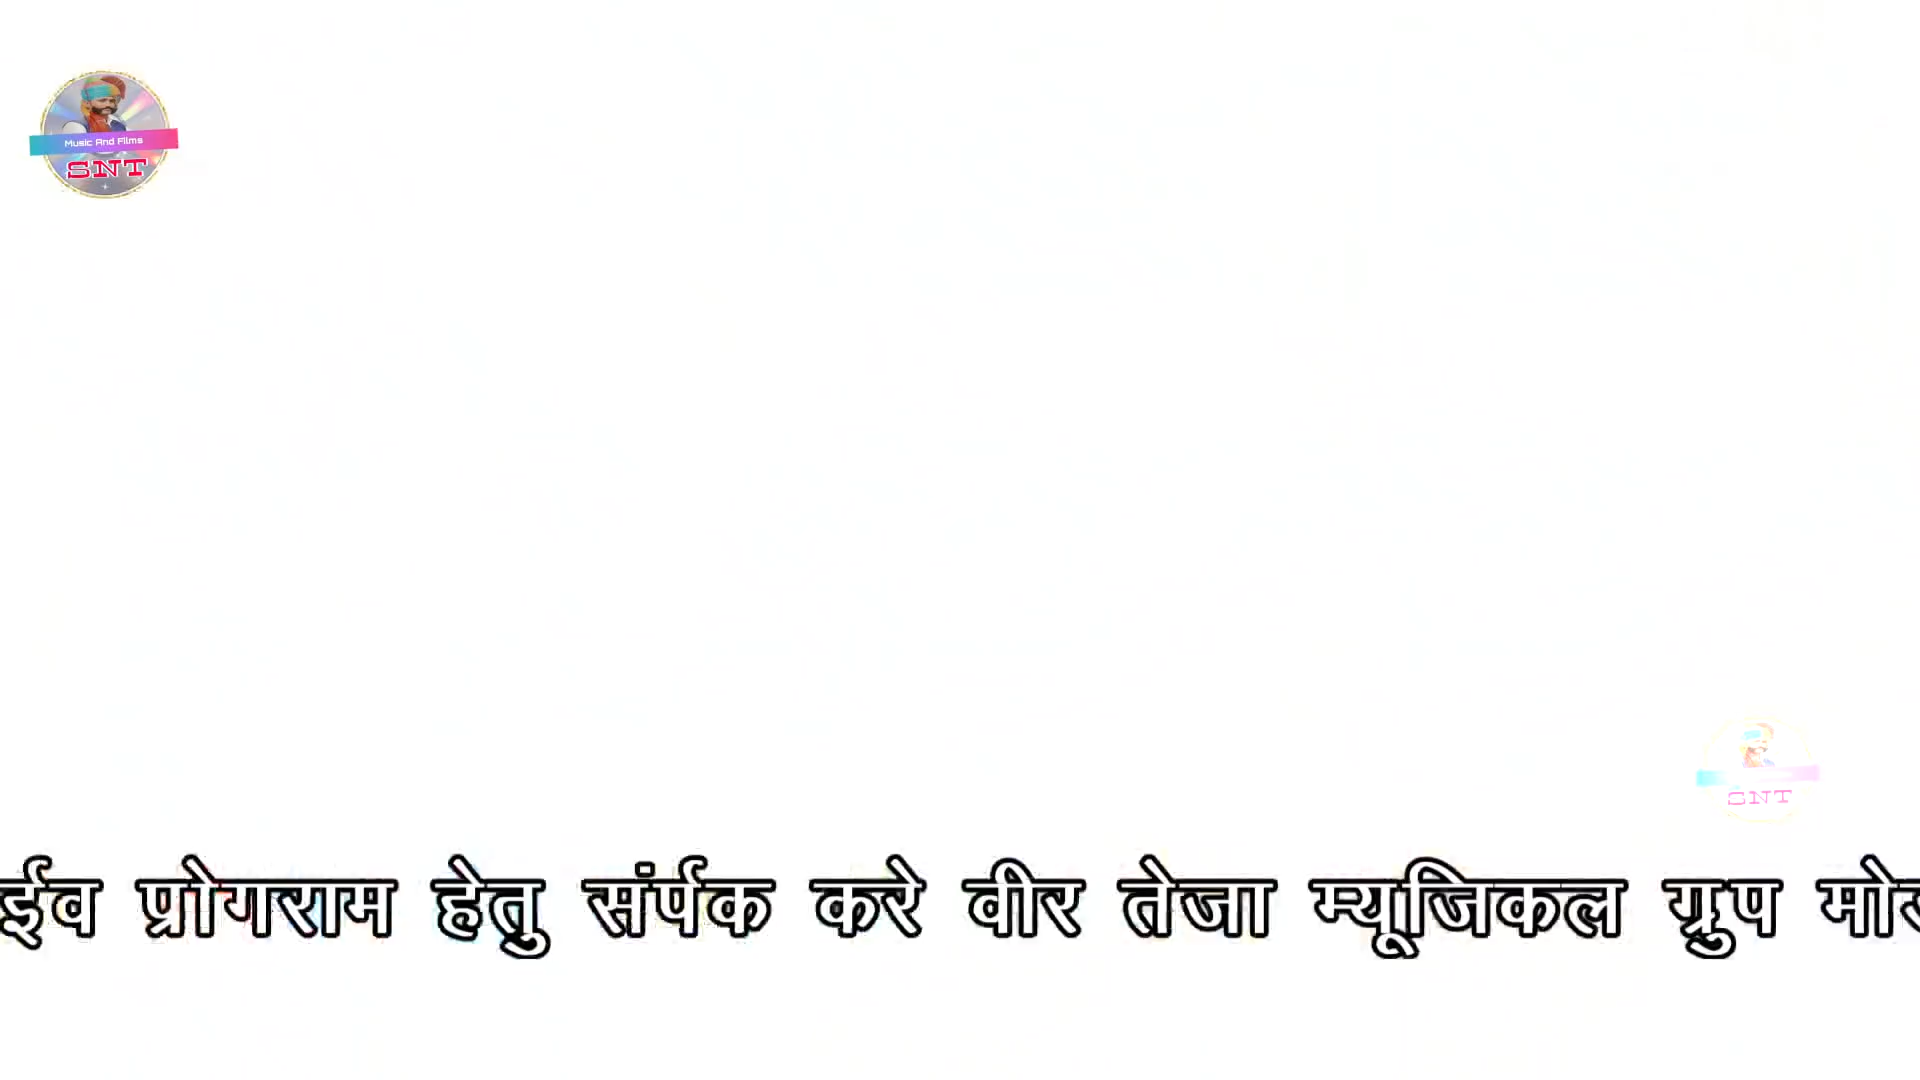 Music And Films
SNT
SNT
ईव प्रोगराम हेतु संर्पक करे वीर तेजा म्यूजिकल ग्रुप